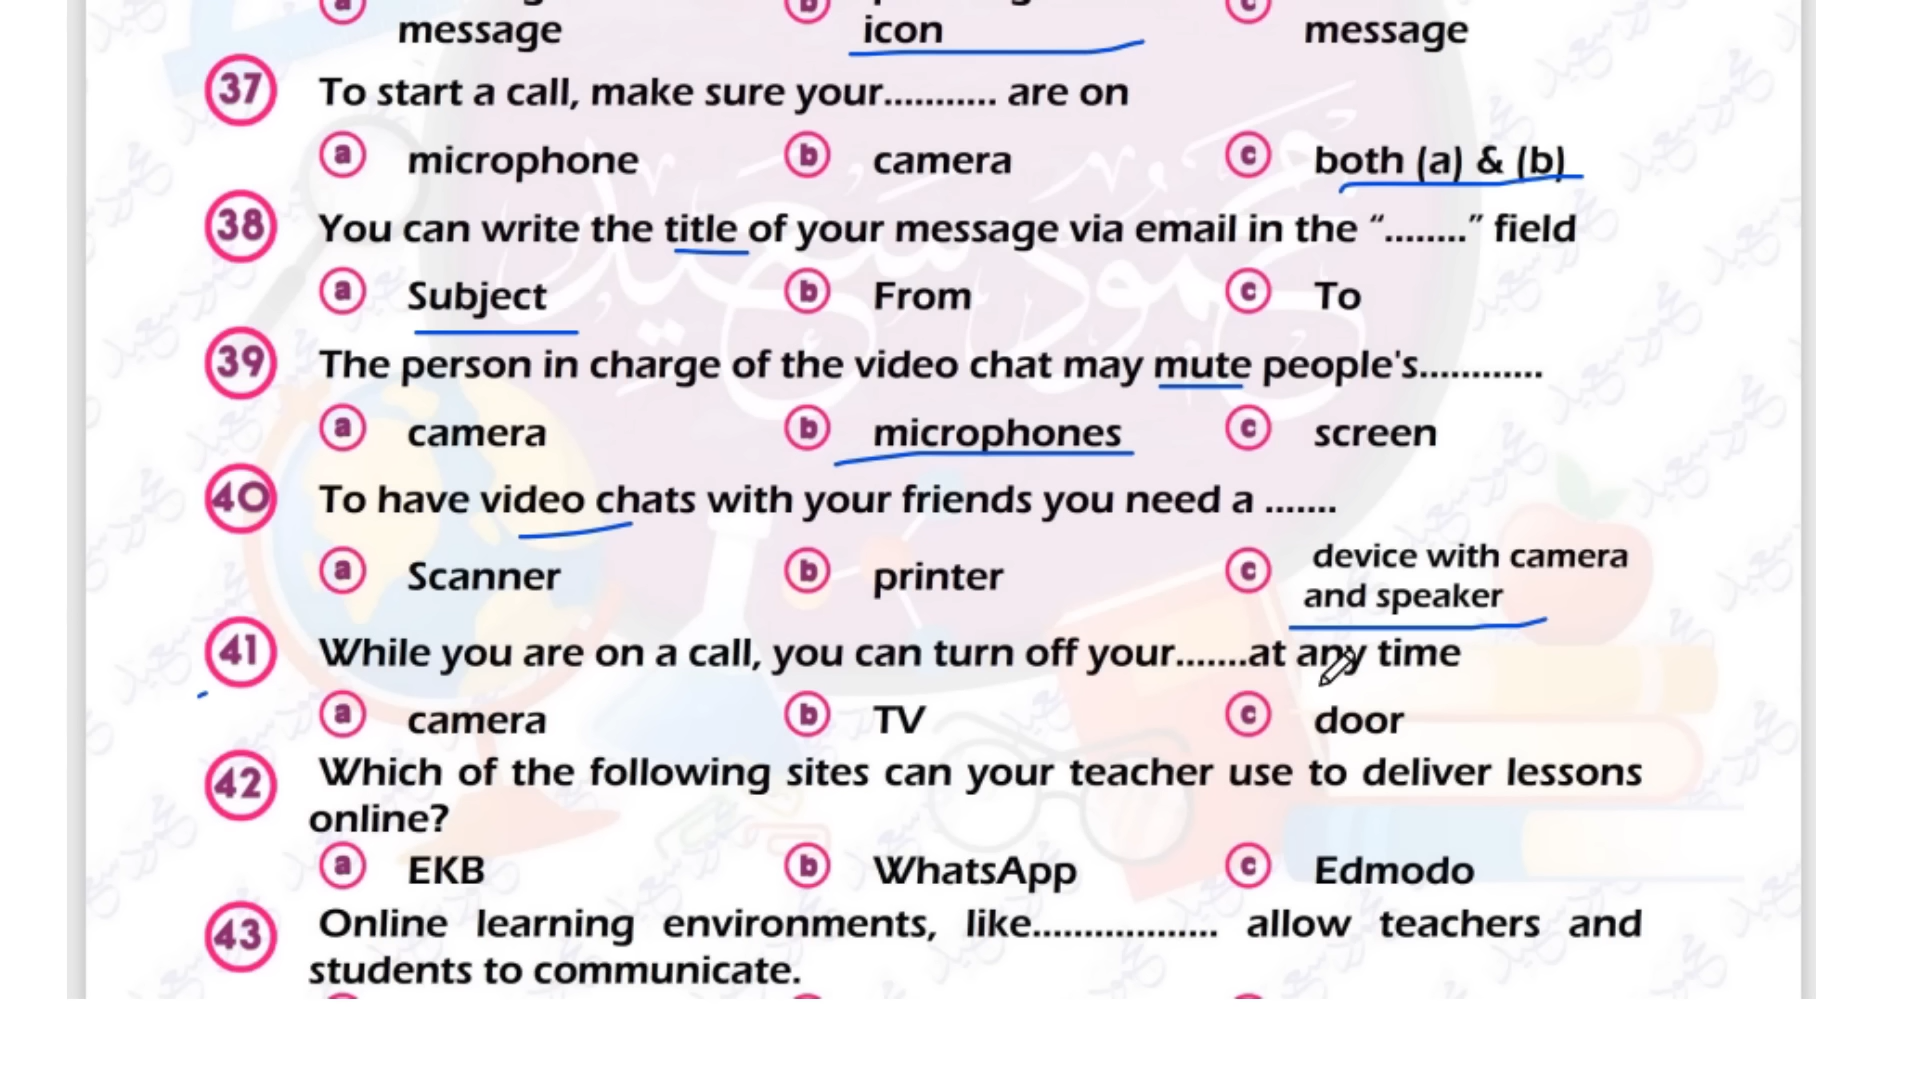 message icon message
37 To start a call, make sure your........... are on
a microphone b camera c both (a) & (b)
38 You can write the title of your message via email in the “........” field
a Subject b From c To
39 The person in charge of the video chat may mute people's............
a camera b microphones c screen
40 To have video chats with your friends you need a .......
a Scanner b printer c device with camera
and speaker
41 While you are on a call, you can turn off your.......at any time
a camera b TV c door
42 Which of the following sites can your teacher use to deliver lessons
online?
a EKB b WhatsApp c Edmodo
43 Online learning environments, like.................. allow teachers and
students to communicate.
محمود سعيد